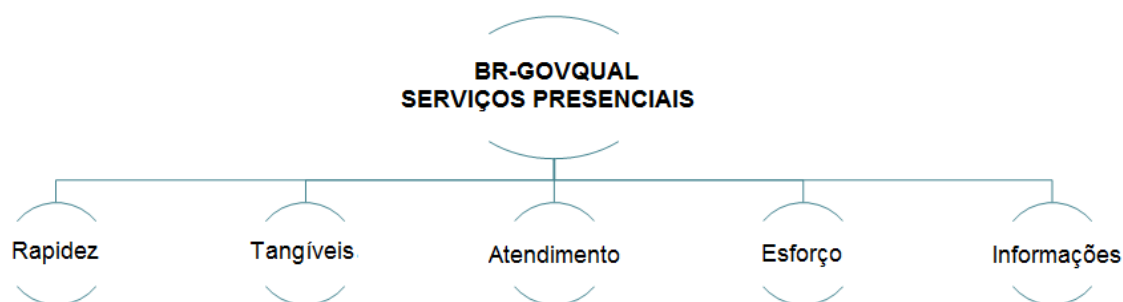 BR-GOVQUAL
SERVIÇOS PRESENCIAIS
Rapidez
Tangíveis
Atendimento
Esforço
Informações